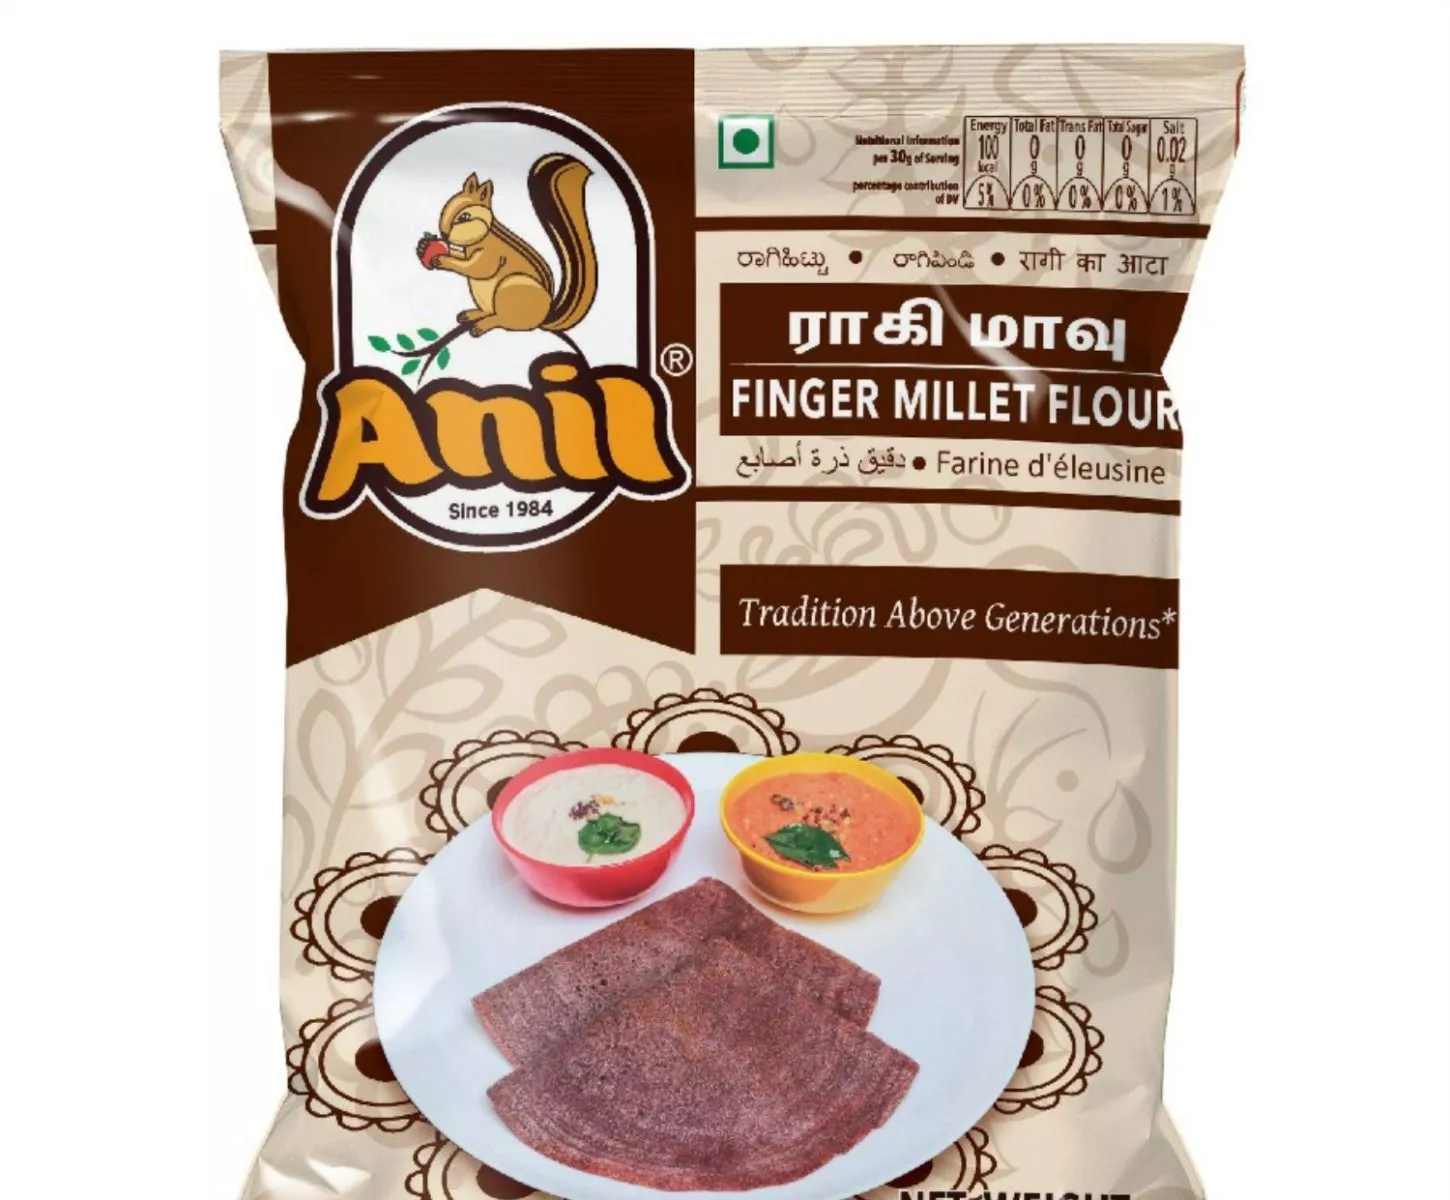 Anil
®
Since 1984
Nutritional Information
per 30g of Serving
percentage contribution
of DV
Energy Total Fat Trans Fat Total Sugar Salt
100 0 0 0 0.02
kcal g g g g
5% 0% 0% 0% 1%
ರಾಗಿಹಿಟ್ಟು • రాగిపిండి • रागी का आटा
ராகி மாவு
FINGER MILLET FLOUR
دقيق ذرة أصابع • Farine d'éleusine
Tradition Above Generations*
NET WEIGHT